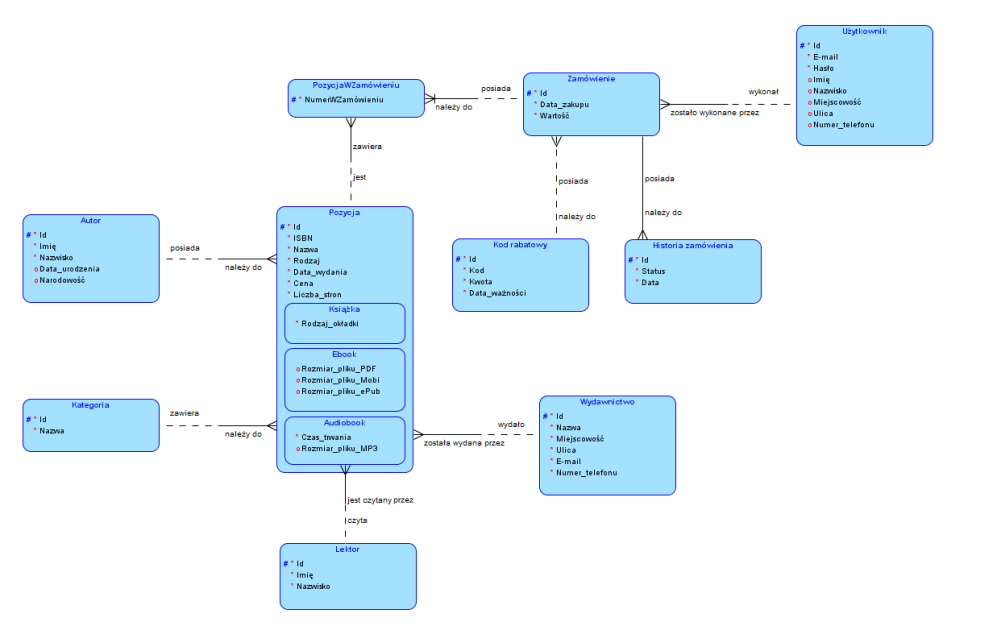 Użytkownik
# * Id
* E-mail
* Hasło
o Imię
o Nazwisko
o Miejscowość
o Ulica
o Numer_telefonu
Zamówienie
# * Id
* Data_zakupu
* Wartość
PozycjaWZamówieniu
# * NumerWZamówieniu
posiada
należy do
wykonał
zostało wykonane przez
zawiera
jest
posiada
należy do
posiada
należy do
Autor
# * Id
* Imię
* Nazwisko
o Data_urodzenia
o Narodowość
posiada
należy do
Pozycja
# * Id
* ISBN
* Nazwa
* Rodzaj
* Data_wydania
* Cena
* Liczba_stron
Książka
* Rodzaj_okładki
Ebook
o Rozmiar_pliku_PDF
o Rozmiar_pliku_Mobi
o Rozmiar_pliku_ePub
Audiobook
* Czas_trwania
o Rozmiar_pliku_MP3
Kod rabatowy
# * Id
* Kod
* Kwota
* Data_ważności
Historia zamówienia
# * Id
* Status
* Data
Kategoria
# * Id
* Nazwa
zawiera
należy do
Wydawnictwo
# * Id
* Nazwa
* Miejscowość
* Ulica
* E-mail
* Numer_telefonu
wydało
została wydana przez
jest czytany przez
czyta
Lektor
# * Id
* Imię
* Nazwisko